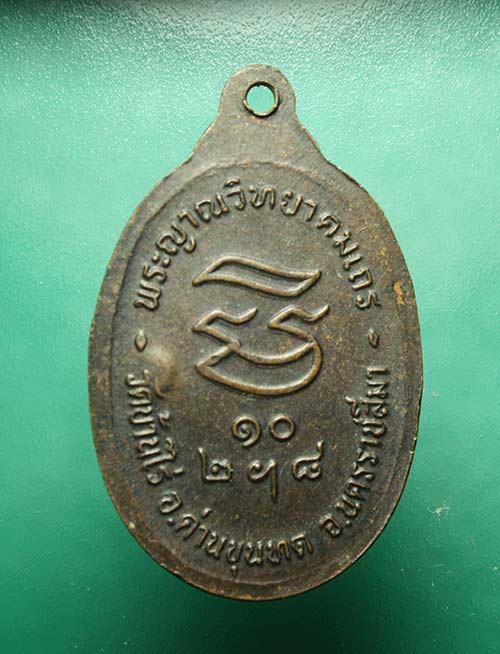 พระญาณวิทยาคมเถร
๑๐
๒ ๘
วัดบ้านไร่ อ.ด่านขุนทด จ.นครราชสีมา